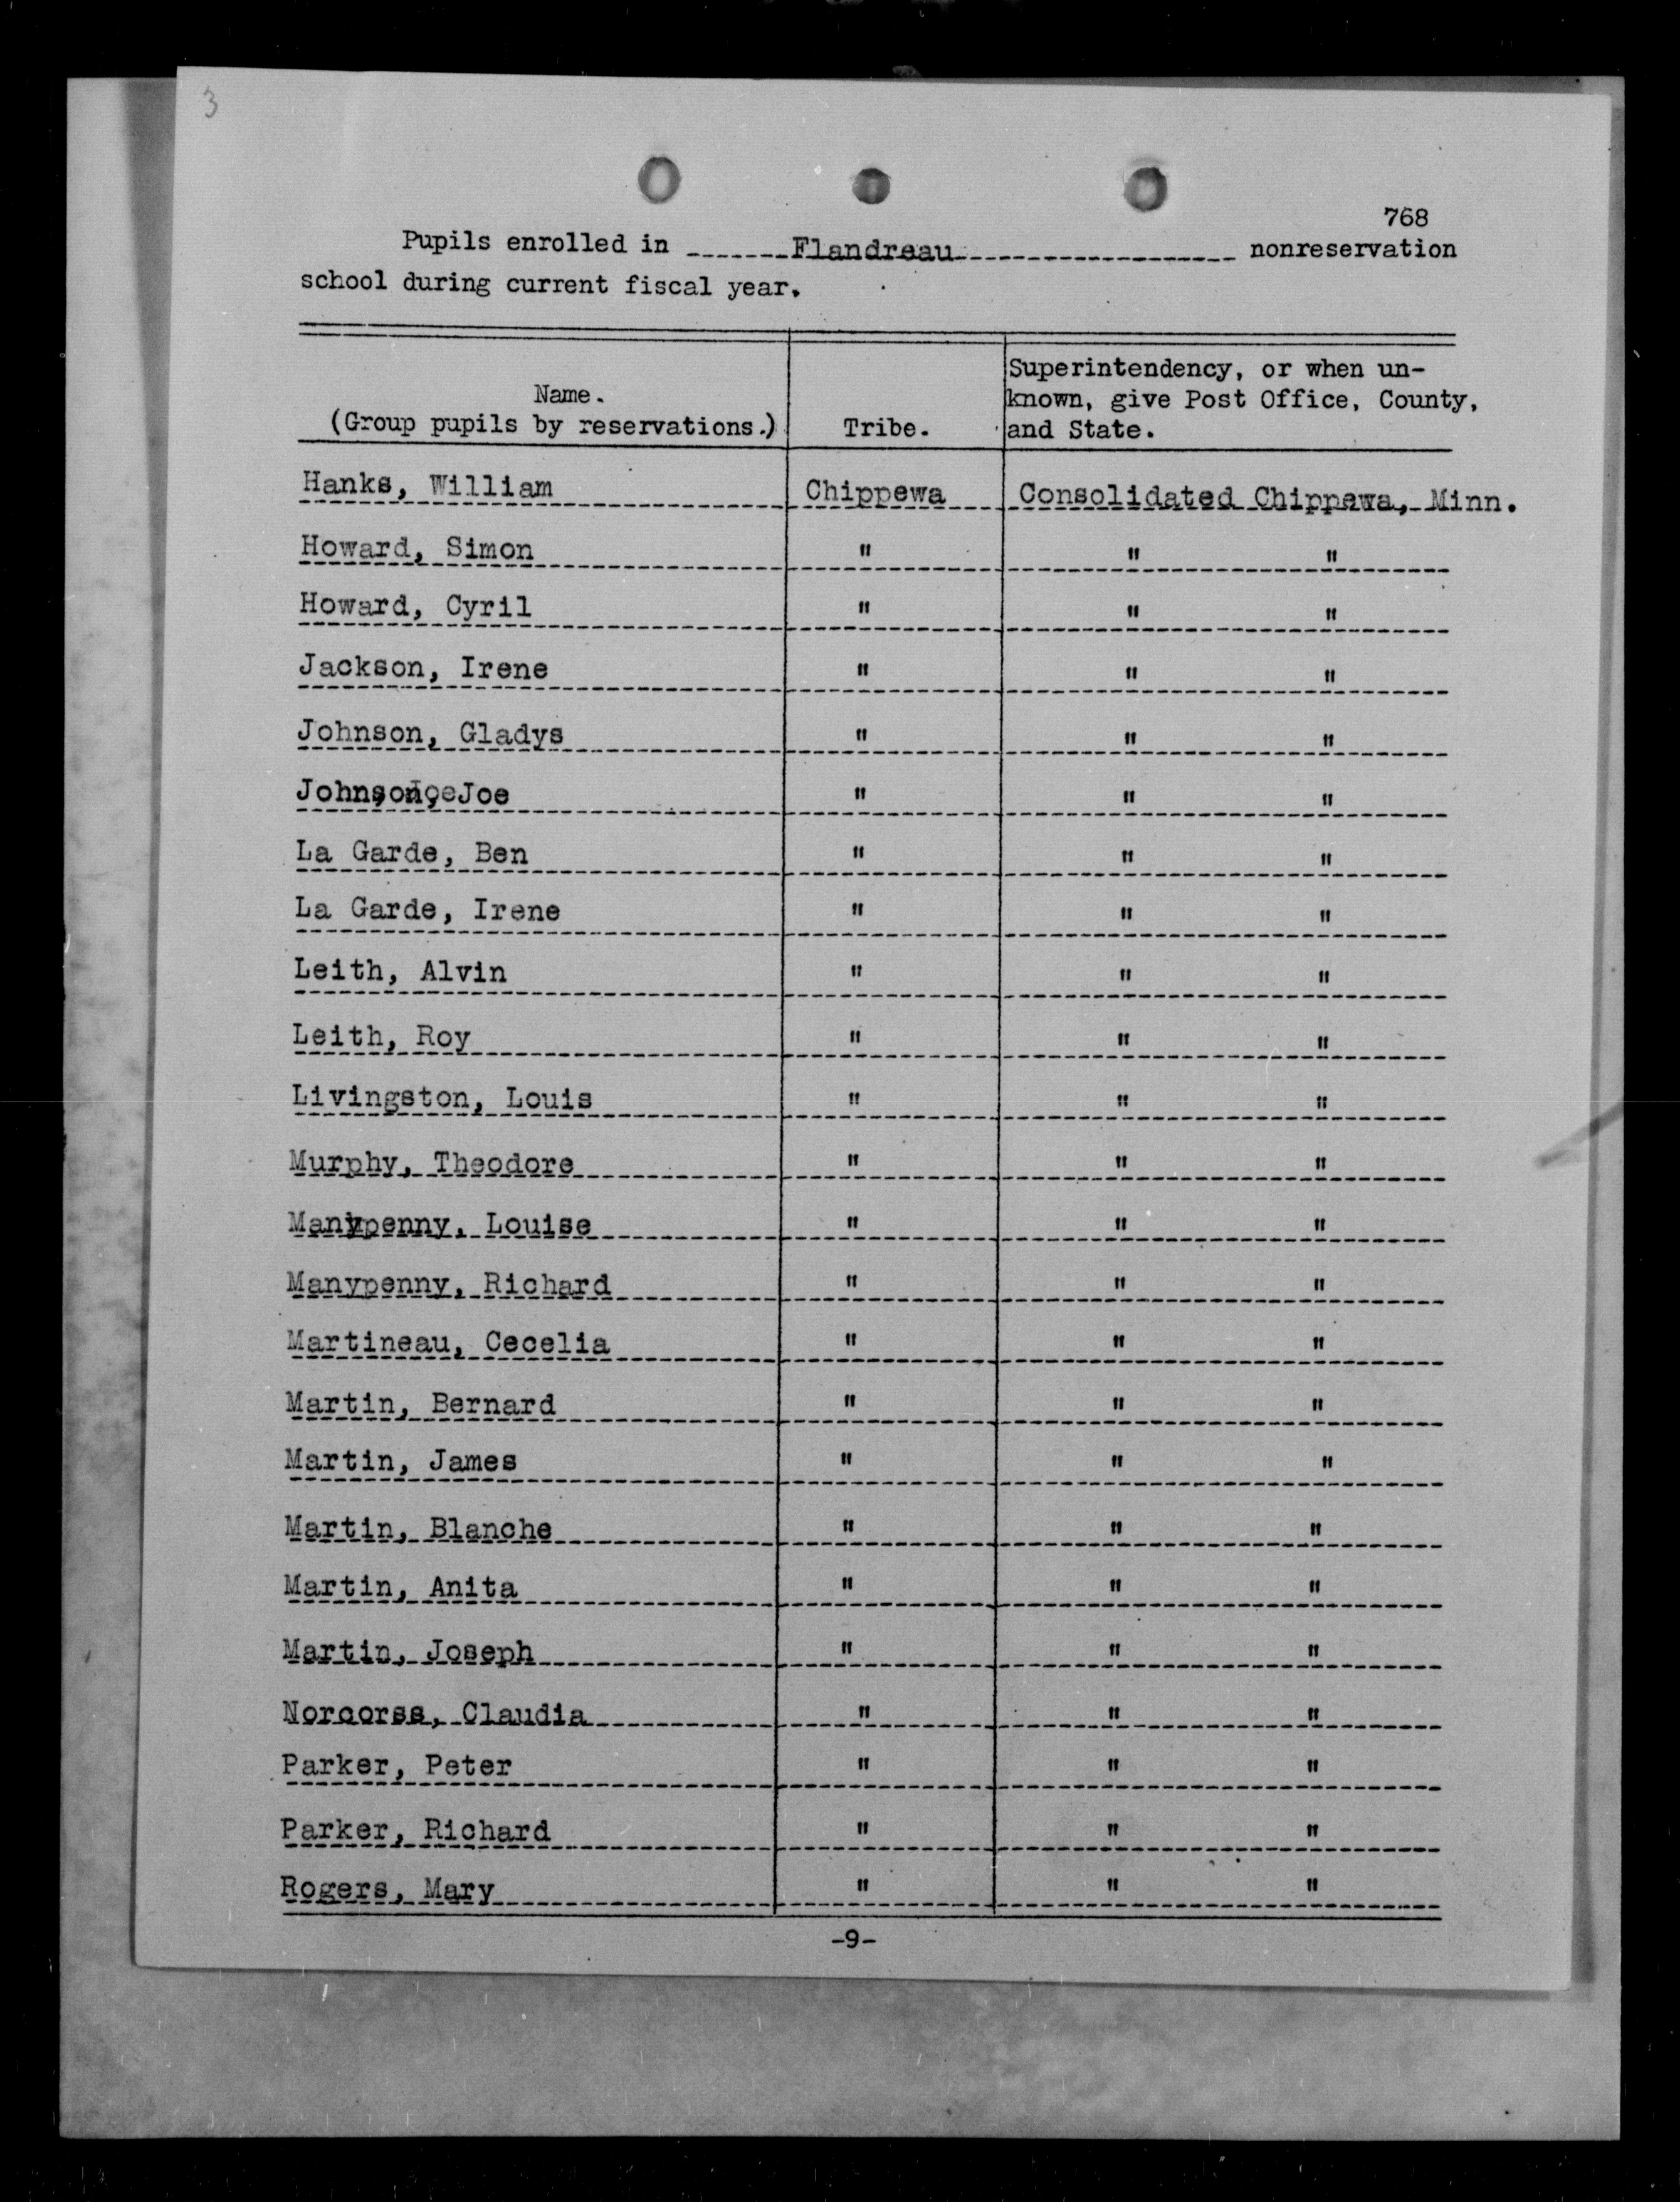 3
768
Pupils enrolled in Flandreau nonreservation
school during current fiscal year.
Name.
(Group pupils by reservations.)
Tribe.
Superintendency, or when un-
known, give Post Office, County,
and State.
Hanks, William Chippewa Consolidated Chippewa, Minn.
Howard, Simon " " "
Howard, Cyril " " "
Jackson, Irene " " "
Johnson, Gladys " " "
Johnson, Joe " " "
La Garde, Ben " " "
La Garde, Irene " " "
Leith, Alvin " " "
Leith, Roy " " "
Livingston, Louis " " "
Murphy, Theodore " " "
Manypenny, Louise " " "
Manypenny, Richard " " "
Martineau, Cecelia " " "
Martin, Bernard " " "
Martin, James " " "
Martin, Blanche " " "
Martin, Anita " " "
Martin, Joseph " " "
Norcorss, Claudia " " "
Parker, Peter " " "
Parker, Richard " " "
Rogers, Mary " " "
-9-